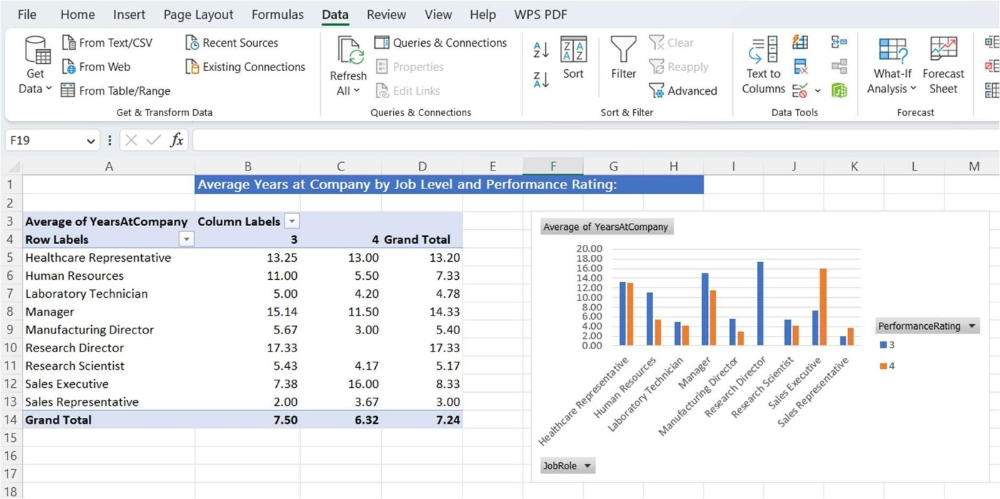 File Home Insert Page Layout Formulas Data Review View Help WPS PDF
Get Data
From Text/CSV
From Web
From Table/Range
Recent Sources
Existing Connections
Get & Transform Data
Refresh All
Queries & Connections
Properties
Edit Links
Queries & Connections
Sort
Filter
Clear
Reapply
Advanced
Sort & Filter
Text to Columns
Data Tools
What-If Analysis
Forecast Sheet
Forecast
F19
fx
A B C D E F G H I J K L M
1 Average Years at Company by Job Level and Performance Rating:
2
3 Average of YearsAtCompany Column Labels
4 Row Labels 3 4 Grand Total
5 Healthcare Representative 13.25 13.00 13.20
6 Human Resources 11.00 5.50 7.33
7 Laboratory Technician 5.00 4.20 4.78
8 Manager 15.14 11.50 14.33
9 Manufacturing Director 5.67 3.00 5.40
10 Research Director 17.33 17.33
11 Research Scientist 5.43 4.17 5.17
12 Sales Executive 7.38 16.00 8.33
13 Sales Representative 2.00 3.67 3.00
14 Grand Total 7.50 6.32 7.24
15
16
17
18
Average of YearsAtCompany
20.00
18.00
16.00
14.00
12.00
10.00
8.00
6.00
4.00
2.00
0.00
Healthcare Representative
Human Resources
Laboratory Technician
Manager
Manufacturing Director
Research Director
Research Scientist
Sales Executive
Sales Representative
PerformanceRating
3
4
JobRole